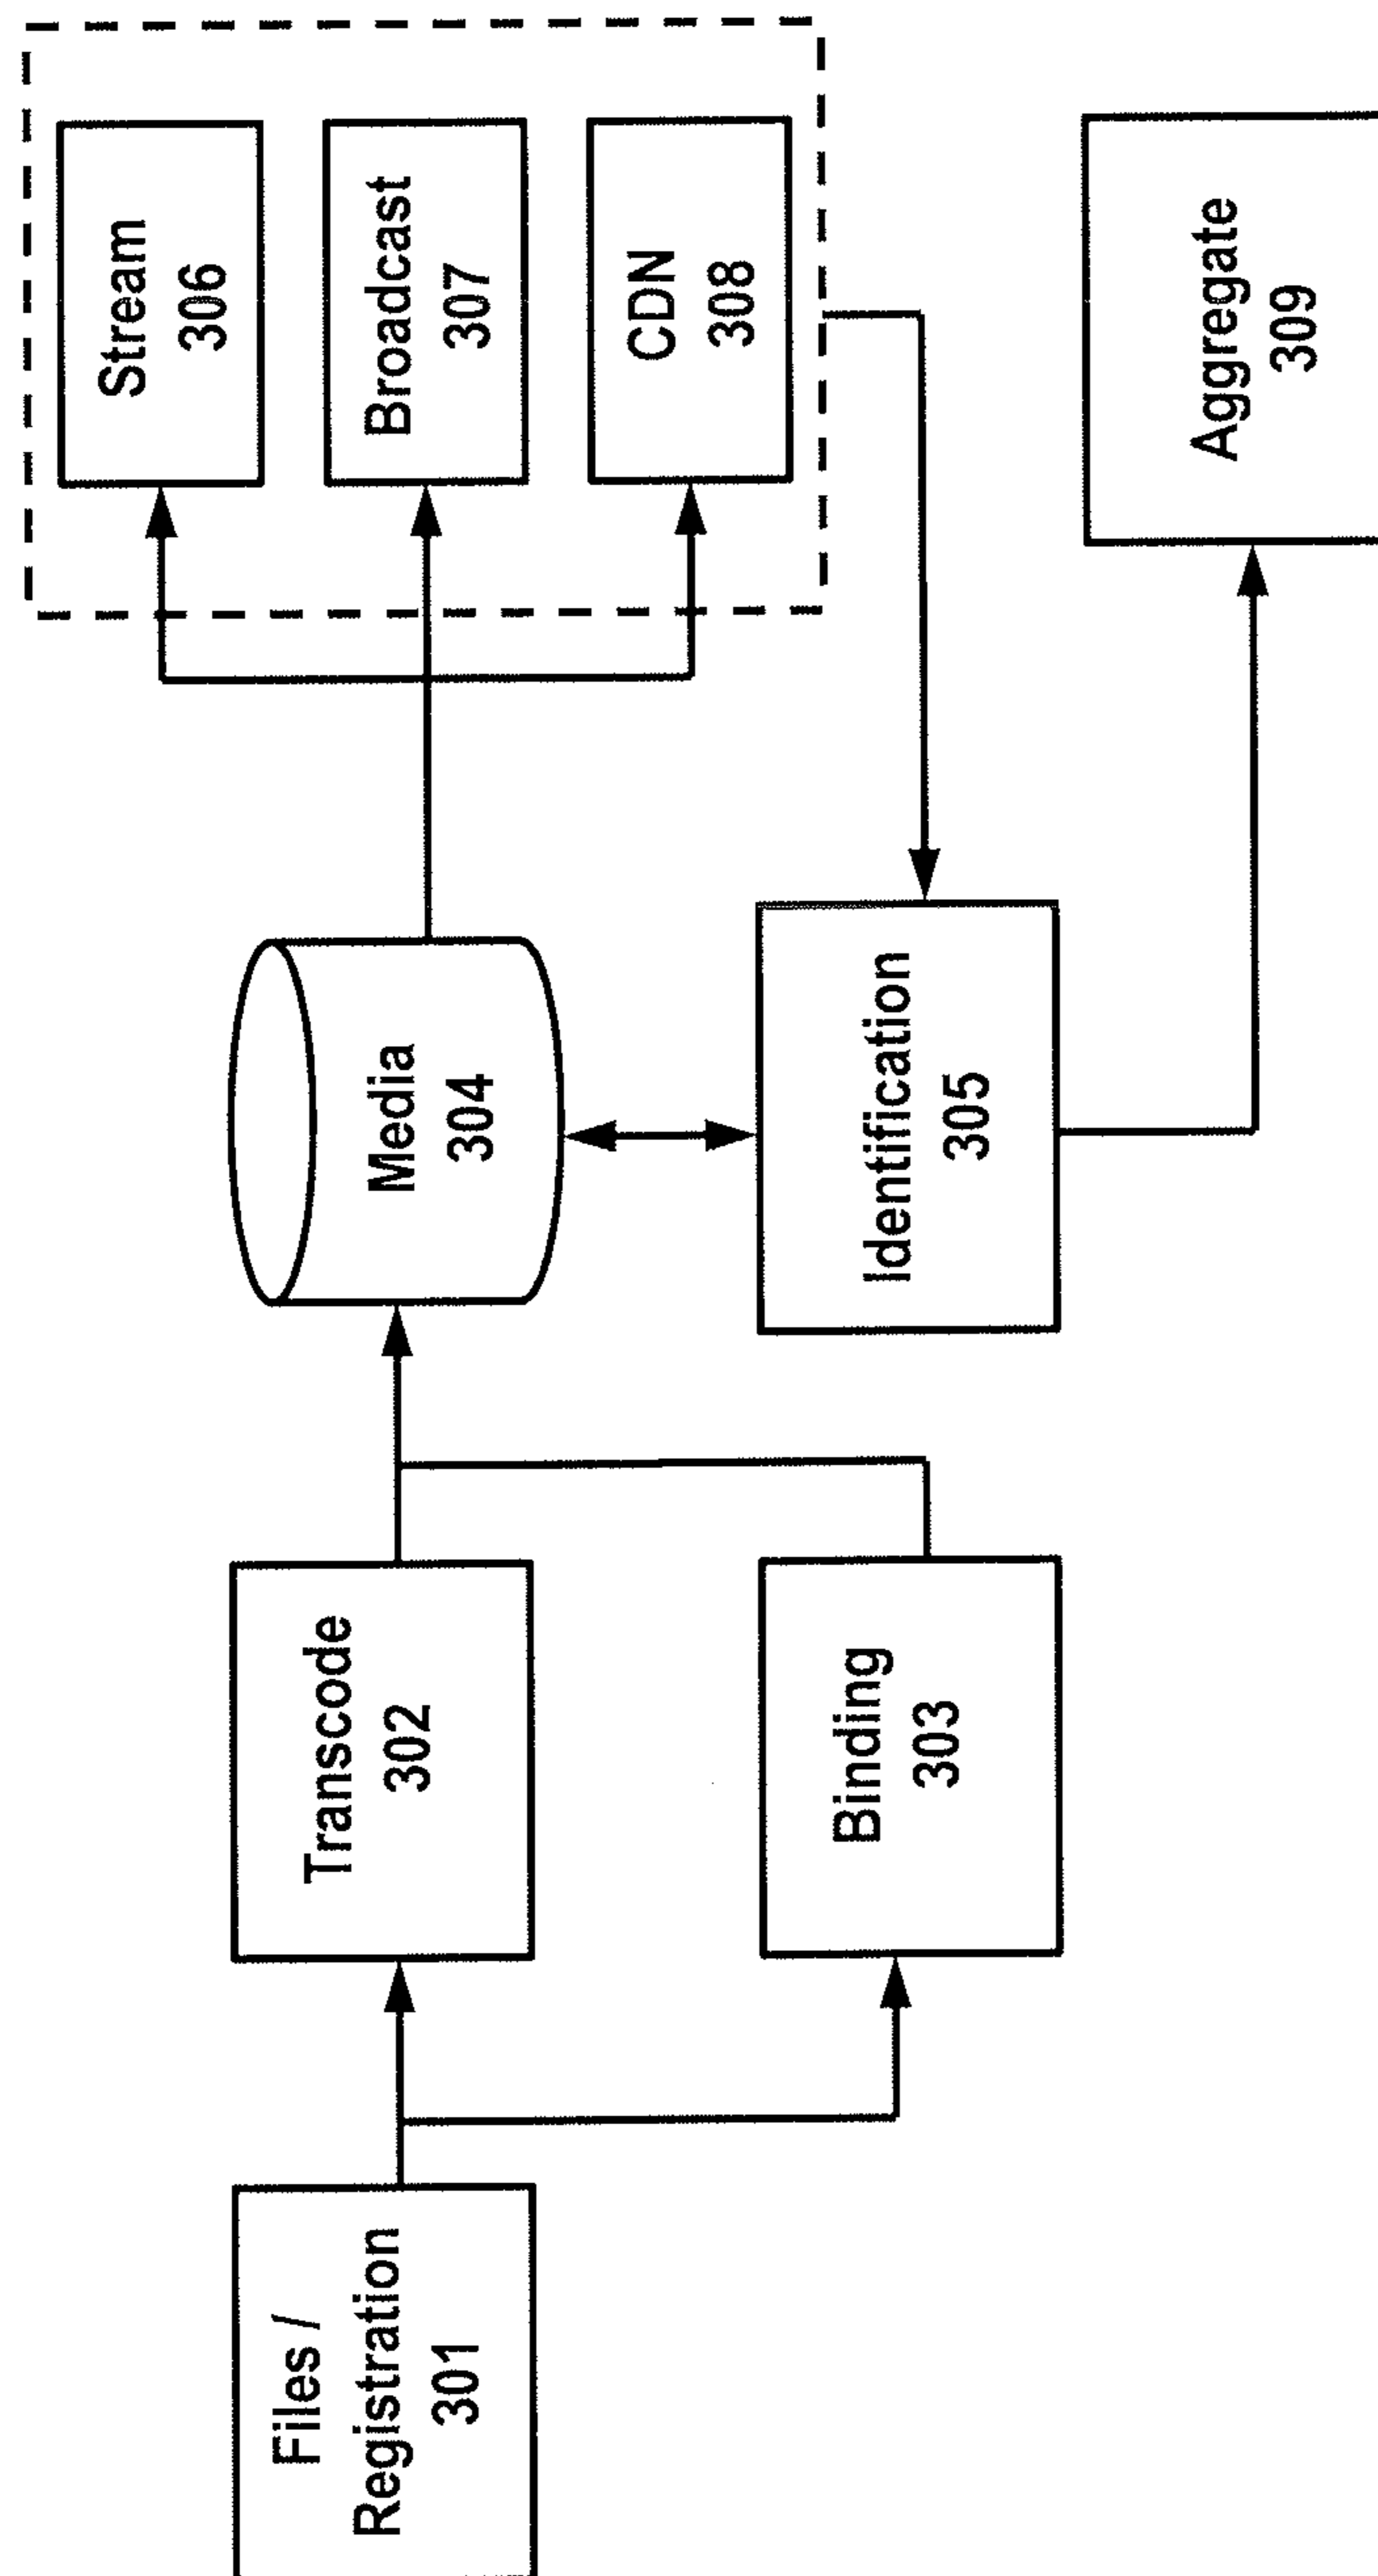 Files /
Registration
301
Transcode
302
Binding
303
Media
304
Identification
305
Stream
306
Broadcast
307
CDN
308
Aggregate
309